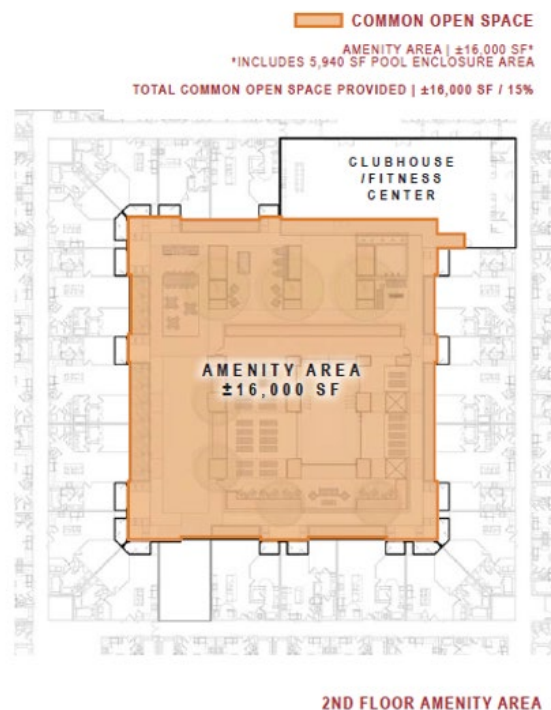 COMMON OPEN SPACE
AMENITY AREA | ±16,000 SF*
*INCLUDES 5,940 SF POOL ENCLOSURE AREA
TOTAL COMMON OPEN SPACE PROVIDED | ±16,000 SF / 15%
CLUBHOUSE
/FITNESS
CENTER
AMENITY AREA
±16,000 SF
2ND FLOOR AMENITY AREA